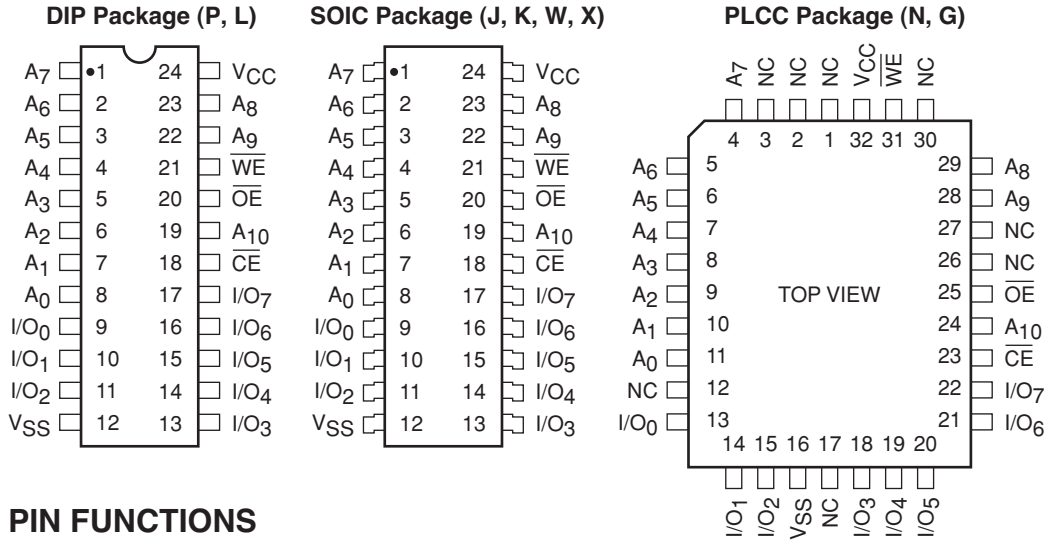 DIP Package (P, L)
A7 1 24 VCC
A6 2 23 A8
A5 3 22 A9
A4 4 21 WE
A3 5 20 OE
A2 6 19 A10
A1 7 18 CE
A0 8 17 I/O7
I/O0 9 16 I/O6
I/O1 10 15 I/O5
I/O2 11 14 I/O4
VSS 12 13 I/O3
SOIC Package (J, K, W, X)
A7 1 24 VCC
A6 2 23 A8
A5 3 22 A9
A4 4 21 WE
A3 5 20 OE
A2 6 19 A10
A1 7 18 CE
A0 8 17 I/O7
I/O0 9 16 I/O6
I/O1 10 15 I/O5
I/O2 11 14 I/O4
VSS 12 13 I/O3
PLCC Package (N, G)
A7 NC NC NC VCC WE NC
4 3 2 1 32 31 30
A6 5 29 A8
A5 6 28 A9
A4 7 27 NC
A3 8 26 NC
A2 9 TOP VIEW 25 OE
A1 10 24 A10
A0 11 23 CE
NC 12 22 I/O7
I/O0 13 21 I/O6
14 15 16 17 18 19 20
I/O1 I/O2 VSS NC I/O3 I/O4 I/O5
PIN FUNCTIONS